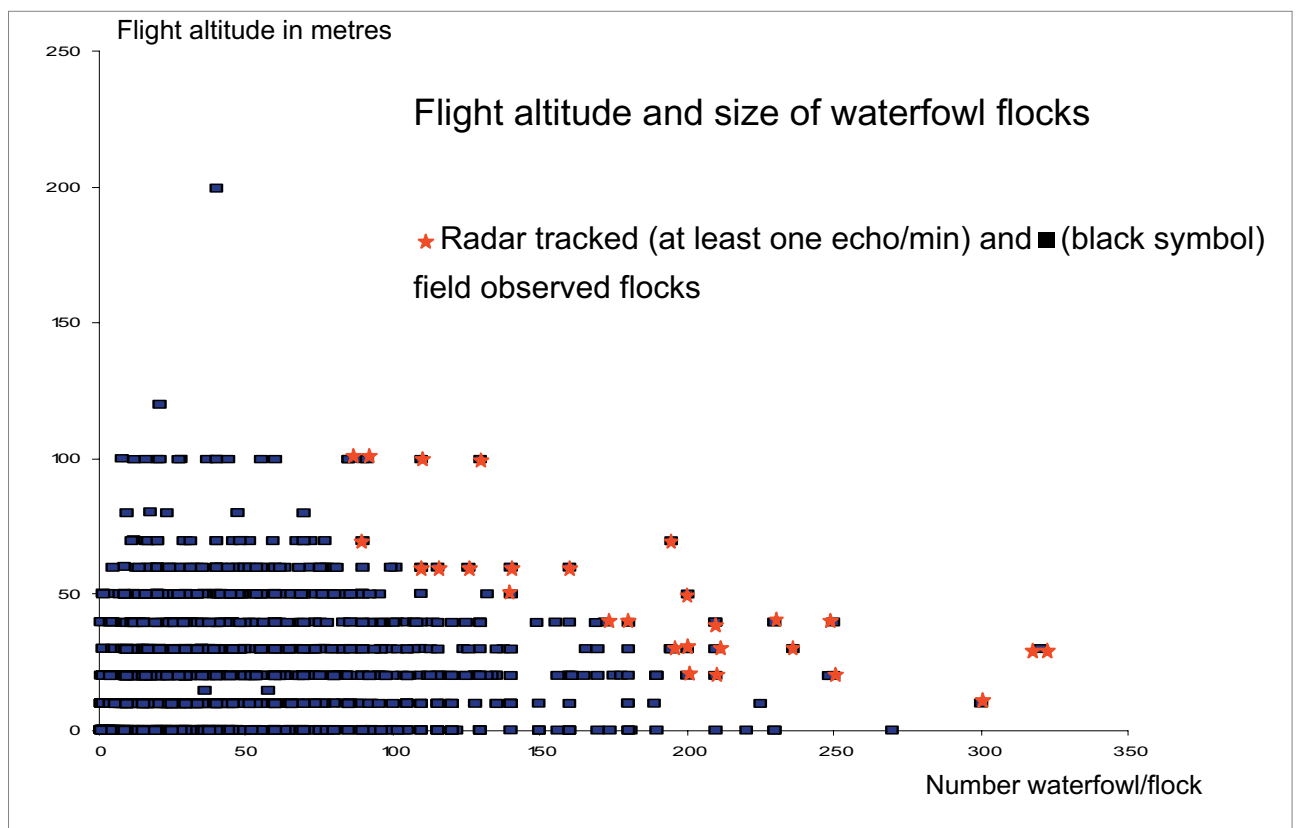 Flight altitude in metres
250
Flight altitude and size of waterfowl flocks
200
Radar tracked (at least one echo/min) and (black symbol)
field observed flocks
150
100
50
0
0 50 100 150 200 250 300 350
Number waterfowl/flock